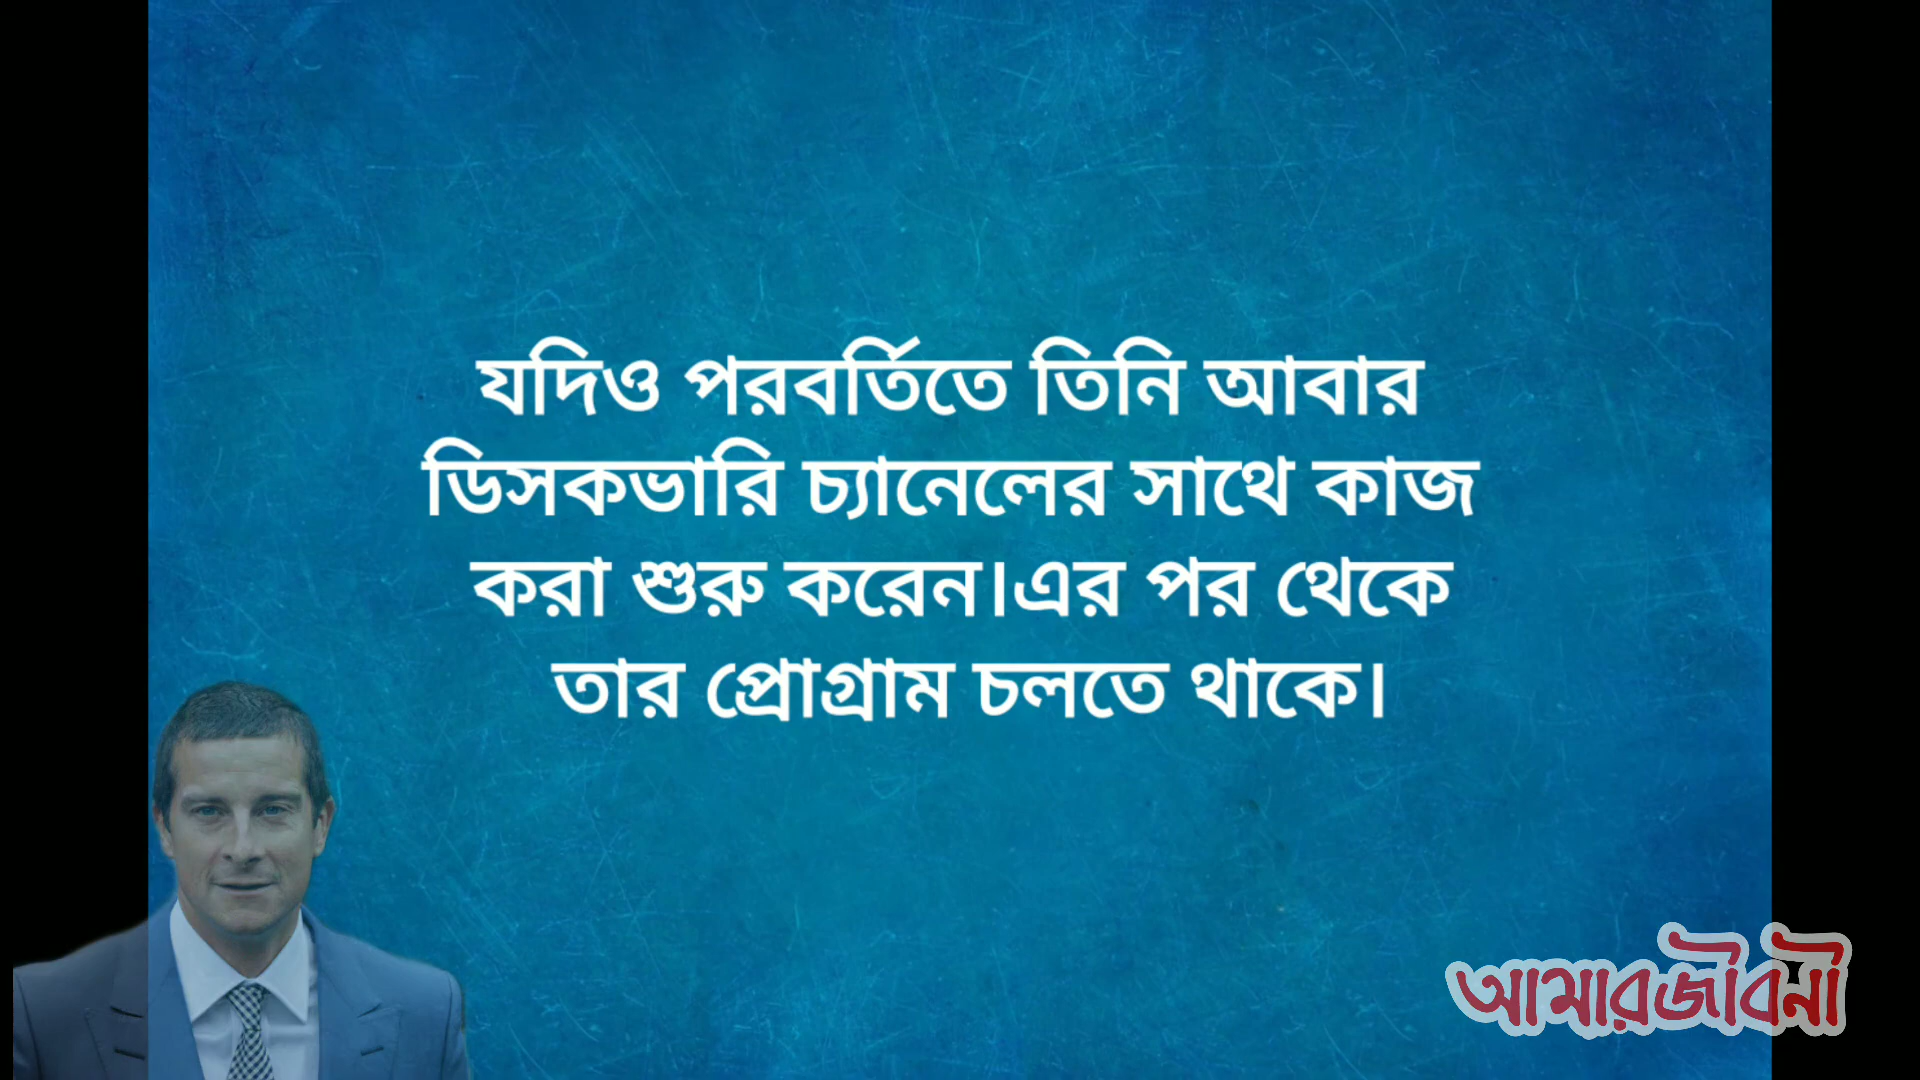 যদিও পরবর্তিতে তিনি আবার
ডিসকভারি চ্যানেলের সাথে কাজ
করা শুরু করেন।এর পর থেকে
তার প্রোগ্রাম চলতে থাকে।
আমারজীবনী